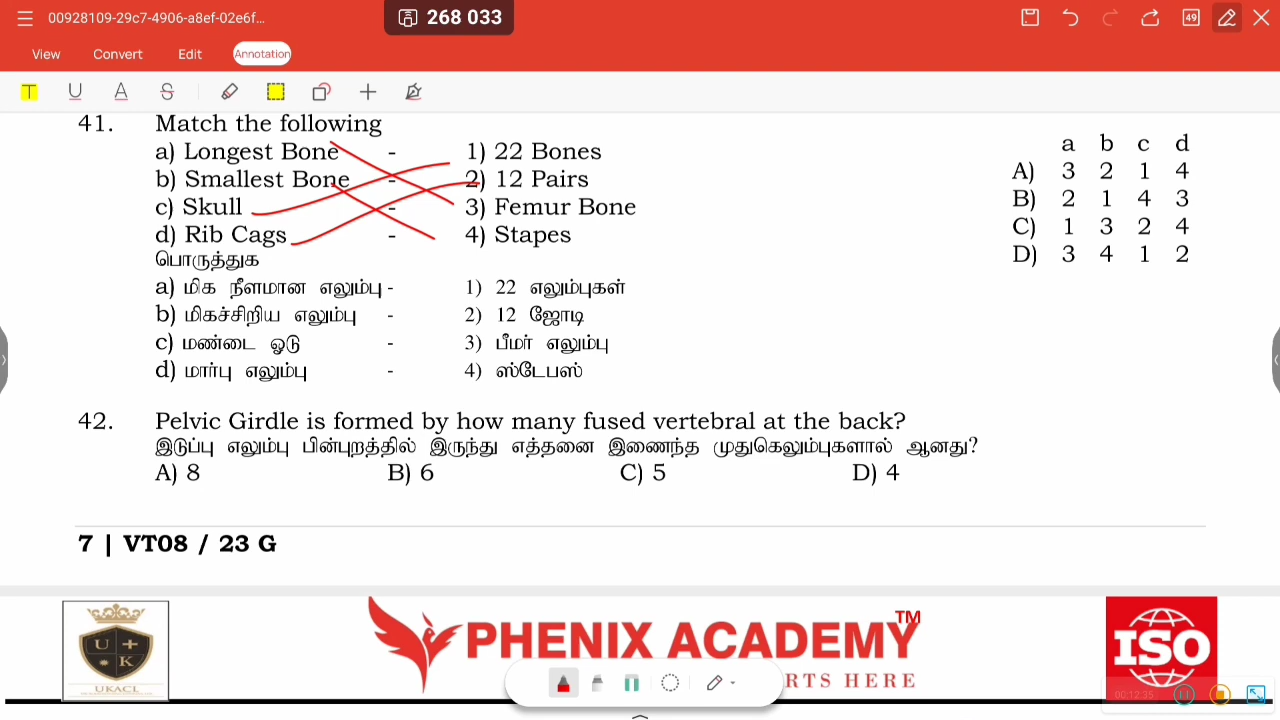 00928109-29c7-4906-a8ef-02e6f...
268 033
49
View Convert Edit Annotation
T U A S
41. Match the following
a) Longest Bone - 1) 22 Bones
b) Smallest Bone - 2) 12 Pairs
c) Skull - 3) Femur Bone
d) Rib Cags - 4) Stapes
a b c d
A) 3 2 1 4
B) 2 1 4 3
C) 1 3 2 4
D) 3 4 1 2
பொருத்துக
a) மிக நீளமான எலும்பு - 1) 22 எலும்புகள்
b) மிகச்சிறிய எலும்பு - 2) 12 ஜோடி
c) மண்டை ஓடு - 3) பீமர் எலும்பு
d) மார்பு எலும்பு - 4) ஸ்டேபஸ்
42. Pelvic Girdle is formed by how many fused vertebral at the back?
இடுப்பு எலும்பு பின்புறத்தில் இருந்து எத்தனை இணைந்த முதுகெலும்புகளால் ஆனது?
A) 8 B) 6 C) 5 D) 4
7 | VT08 / 23 G
U K
UKACL
PHENIX ACADEMY TM
RTS HERE
ISO
00:12:35